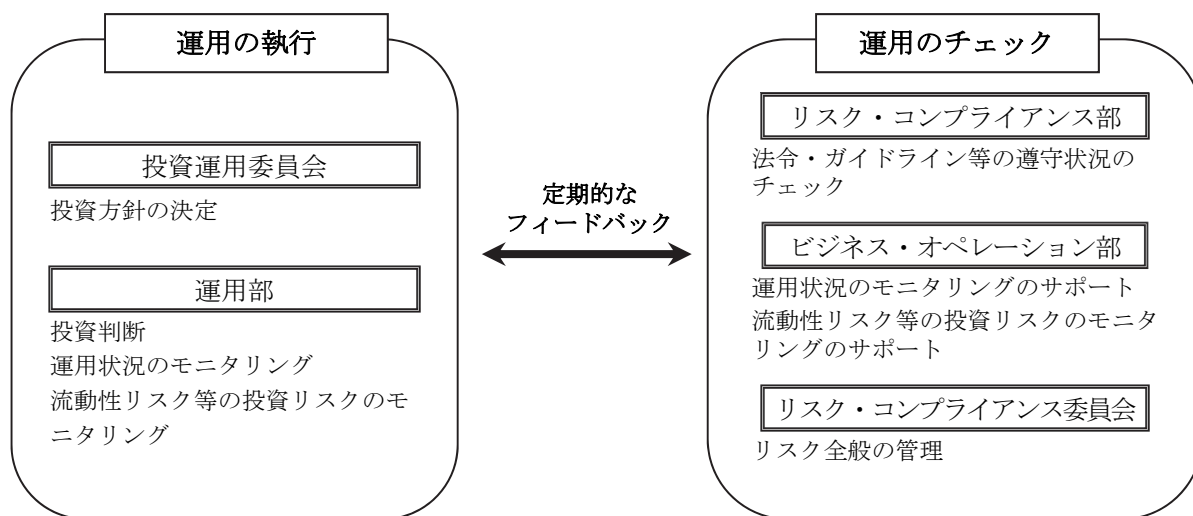 運用の執行
投資運用委員会
投資方針の決定
運用部
投資判断
運用状況のモニタリング
流動性リスク等の投資リスクのモ
ニタリング
定期的な
フィードバック
運用のチェック
リスク・コンプライアンス部
法令・ガイドライン等の遵守状況の
チェック
ビジネス・オペレーション部
運用状況のモニタリングのサポート
流動性リスク等の投資リスクのモニタ
リングのサポート
リスク・コンプライアンス委員会
リスク全般の管理